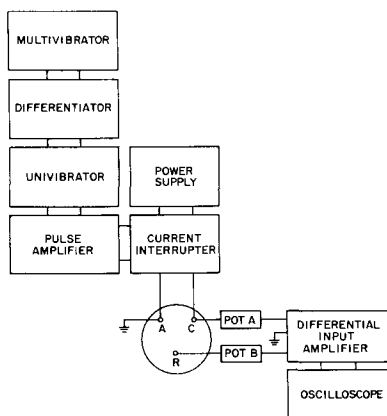 MULTIVIBRATOR
DIFFERENTIATOR
UNIVIBRATOR
POWER
SUPPLY
PULSE
AMPLIFIER
CURRENT
INTERRUPTER
A
C
R
POT A
POT B
DIFFERENTIAL
INPUT
AMPLIFIER
OSCILLOSCOPE